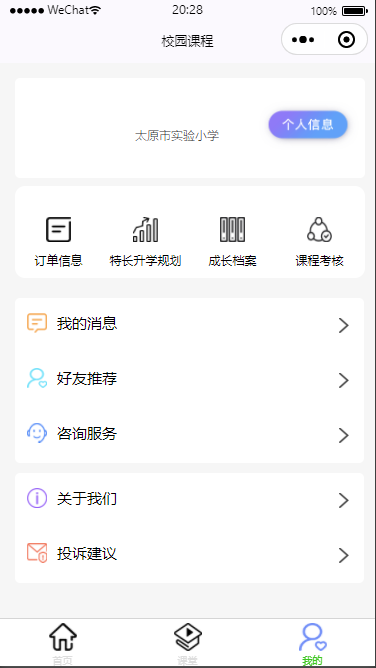 WeChat 20:28 100%
校园课程
太原市实验小学
个人信息
订单信息 特长升学规划 成长档案 课程考核
我的消息
好友推荐
咨询服务
关于我们
投诉建议
首页 课堂 我的